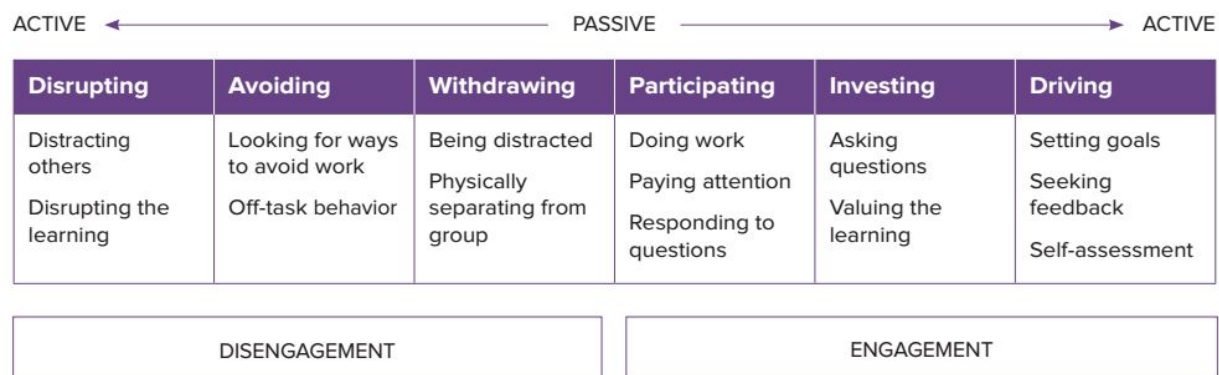 ACTIVE PASSIVE ACTIVE
Disrupting Avoiding Withdrawing Participating Investing Driving
Distracting
others
Disrupting the
learning
Looking for ways
to avoid work
Off-task behavior
Being distracted
Physically
separating from
group
Doing work
Paying attention
Responding to
questions
Asking
questions
Valuing the
learning
Setting goals
Seeking
feedback
Self-assessment
DISENGAGEMENT ENGAGEMENT